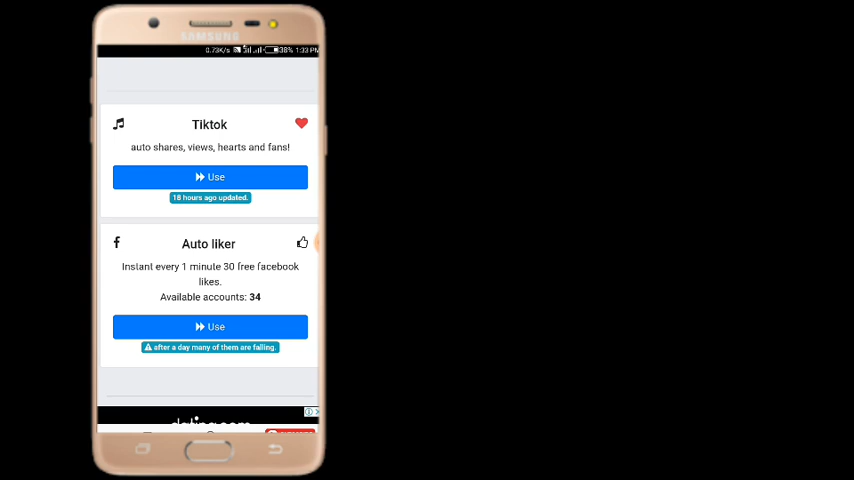 SAMSUNG
0.73K/s 38% 1:33 PM
Tiktok
auto shares, views, hearts and fans!
Use
18 hours ago updated.
f
Auto liker
Instant every 1 minute 30 free facebook
likes.
Available accounts: 34
Use
after a day many of them are falling.
dating.com